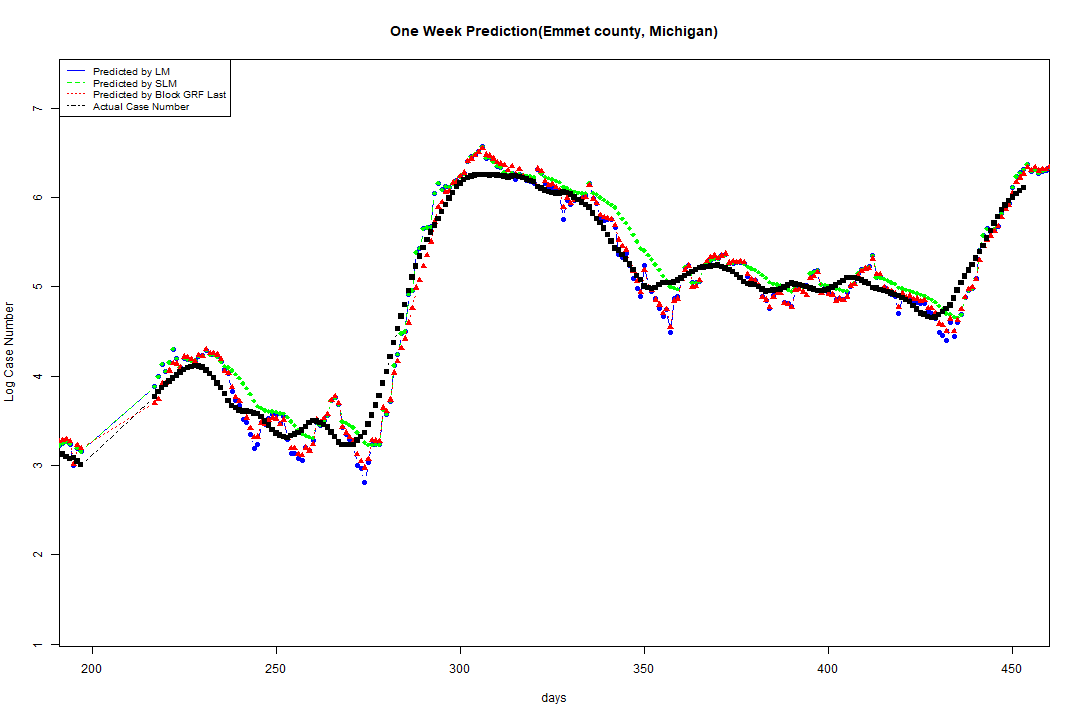 One Week Prediction(Emmet county, Michigan)
Predicted by LM
Predicted by SLM
Predicted by Block GRF Last
Actual Case Number
7
6
5
4
3
2
1
Log Case Number
200 250 300 350 400 450
days